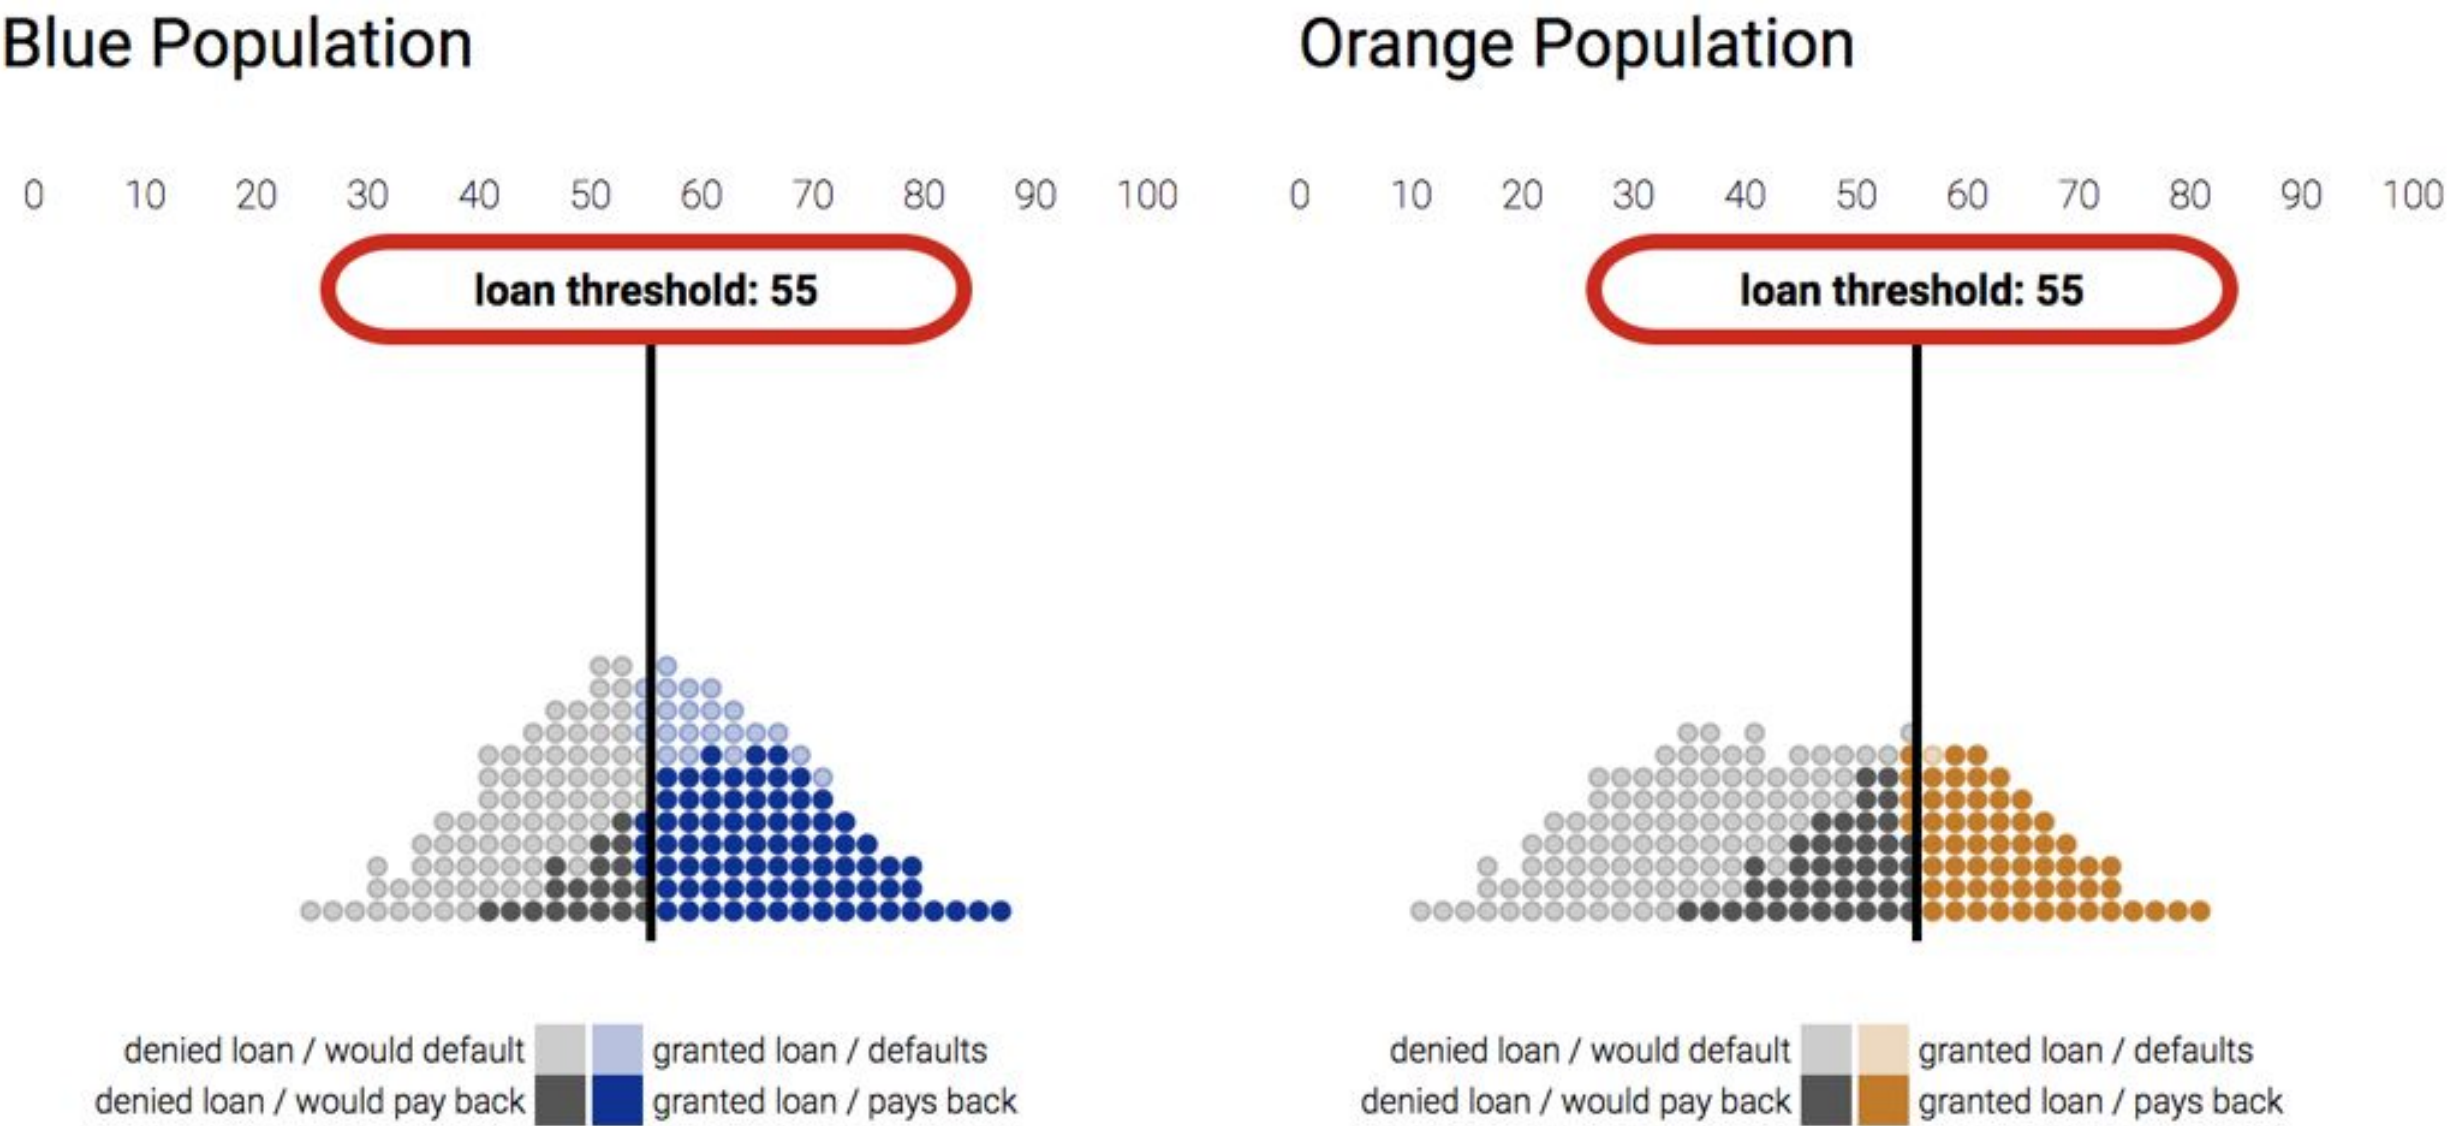 Blue Population
Orange Population
0 10 20 30 40 50 60 70 80 90 100
0 10 20 30 40 50 60 70 80 90 100
loan threshold: 55
loan threshold: 55
denied loan / would default
granted loan / defaults
denied loan / would pay back
granted loan / pays back
denied loan / would default
granted loan / defaults
denied loan / would pay back
granted loan / pays back